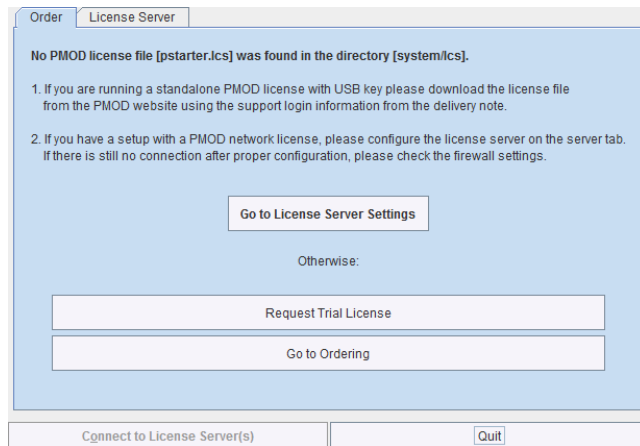 Order
License Server
No PMOD license file [pstarter.lcs] was found in the directory [system/lcs].
1. If you are running a standalone PMOD license with USB key please download the license file
from the PMOD website using the support login information from the delivery note.
2. If you have a setup with a PMOD network license, please configure the license server on the server tab.
If there is still no connection after proper configuration, please check the firewall settings.
Go to License Server Settings
Otherwise:
Request Trial License
Go to Ordering
Connect to License Server(s)
Quit